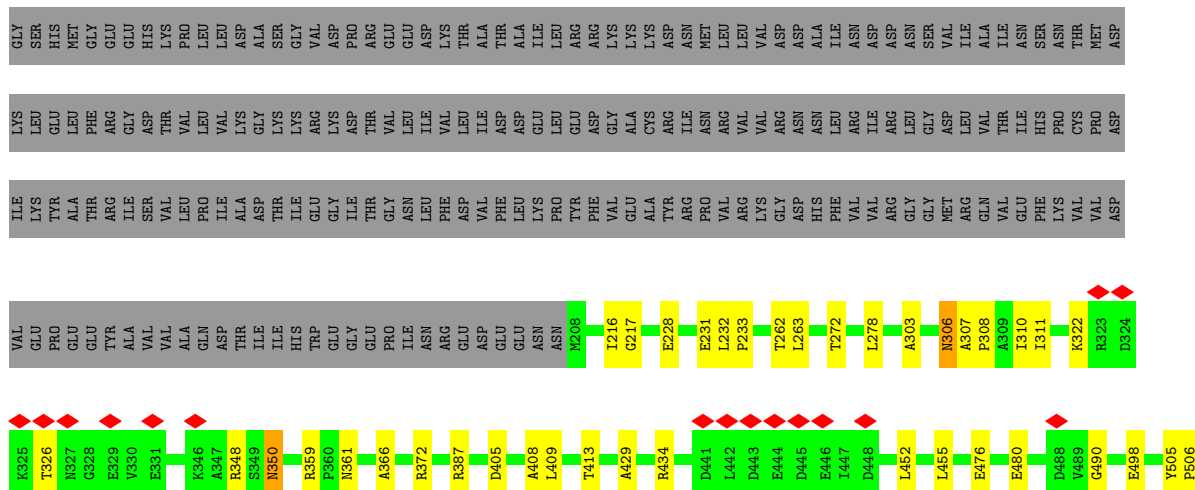 GLY SER HIS MET GLY GLU GLU HIS LYS PRO LEU LEU ASP ALA SER GLY VAL ASP PRO ARG GLU GLU ASP LYS THR ALA THR ALA ILE LEU ARG ARG LYS LYS LYS ASP ASN MET LEU LEU VAL ASP ASP ALA ILE ASN ASP ASP ASN SER VAL ILE ALA ILE ASN SER ASN THR MET ASP
LYS LEU GLU LEU PHE ARG GLY ASP THR VAL LEU VAL LYS GLY LYS LYS ARG LYS ASP THR VAL LEU ILE VAL LEU ILE ASP ASP GLU LEU GLU ASP GLY ALA CYS ARG ILE ASN ARG VAL VAL ARG ASN ASN LEU ARG ILE ARG LEU GLY ASP LEU VAL THR ILE HIS PRO CYS PRO ASP
ILE LYS TYR ALA THR ARG ILE SER VAL LEU PRO ILE ALA ASP THR ILE GLU GLY ILE THR GLY ASN LEU PHE ASP VAL PHE LEU LYS PRO TYR PHE VAL GLU ALA TYR ARG PRO VAL ARG LYS GLY ASP HIS PHE VAL VAL ARG GLY GLY MET ARG GLN VAL GLU PHE LYS VAL VAL ASP
VAL GLU PRO GLU GLU TYR ALA VAL VAL ALA GLN ASP THR ILE ILE HIS TRP GLU GLY GLU PRO ILE ASN ARG GLU ASP GLU GLU ASN ASN M208 I216 G217 E228 E231 L232 P233 T262 L263 T272 L278 A303 N306 A307 P308 A309 I310 I311 K322 R323 D324
K325 T326 N327 G328 E329 V330 E331 K346 A347 R348 S349 N350 R359 P360 N361 A366 R372 R387 D405 A408 L409 T413 A429 R434 D441 L442 D443 E444 D445 E446 I447 D448 L452 L455 E476 E480 D488 V489 G490 E498 Y505 P506